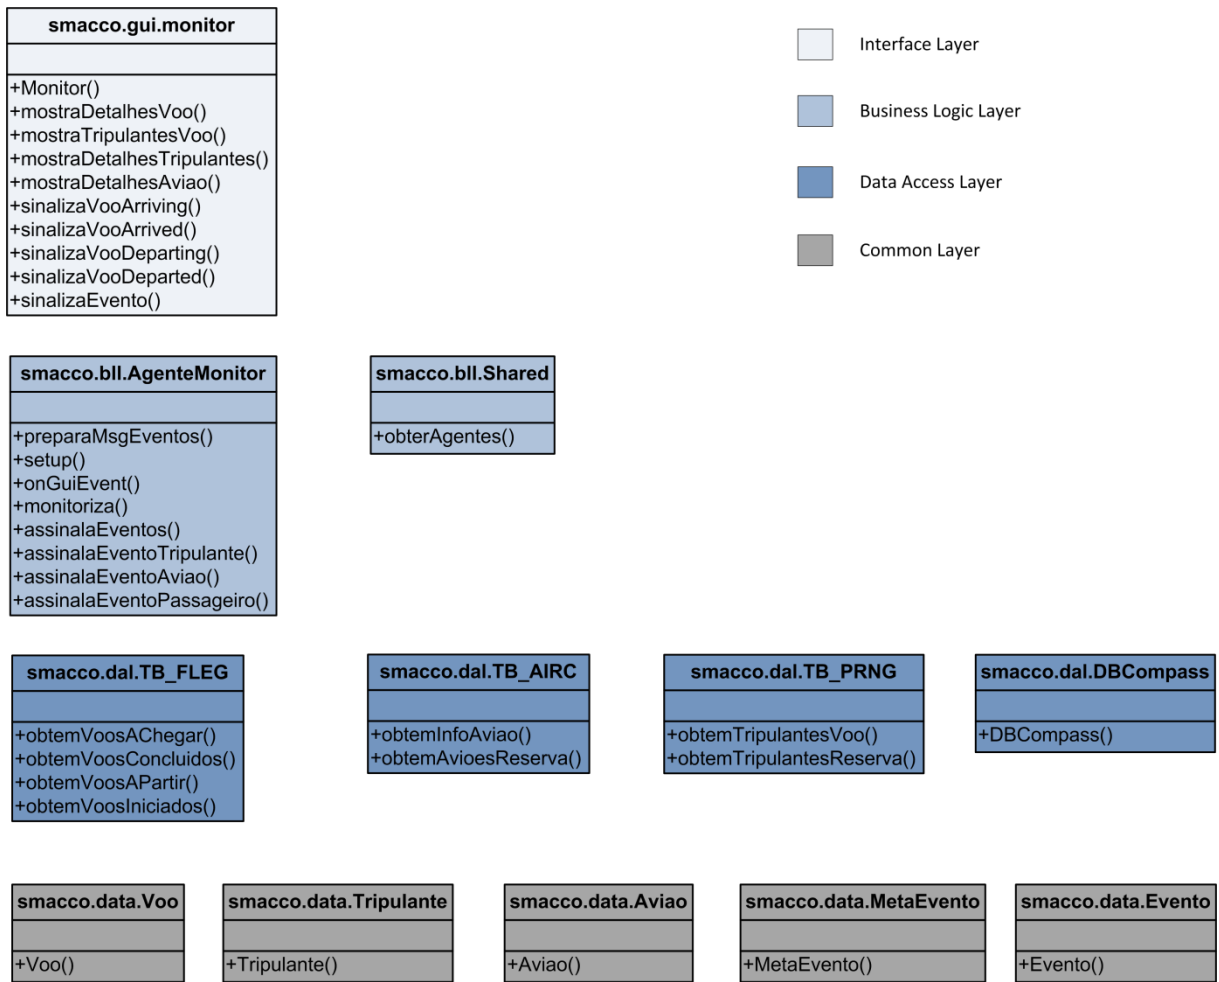 smacco.gui.monitor
+Monitor()
+mostraDetalhesVoo()
+mostraTripulantesVoo()
+mostraDetalhesTripulantes()
+mostraDetalhesAviao()
+sinalizaVooArriving()
+sinalizaVooArrived()
+sinalizaVooDeparting()
+sinalizaVooDeparted()
+sinalizaEvento()
Interface Layer
Business Logic Layer
Data Access Layer
Common Layer
smacco.bll.AgenteMonitor
+preparaMsgEventos()
+setup()
+onGuiEvent()
+monitoriza()
+assinalaEventos()
+assinalaEventoTripulante()
+assinalaEventoAviao()
+assinalaEventoPassageiro()
smacco.bll.Shared
+obterAgentes()
smacco.dal.TB_FLEG
+obtemVoosAChegar()
+obtemVoosConcluidos()
+obtemVoosAPartir()
+obtemVoosIniciados()
smacco.dal.TB_AIRC
+obtemInfoAviao()
+obtemAvioesReserva()
smacco.dal.TB_PRNG
+obtemTripulantesVoo()
+obtemTripulantesReserva()
smacco.dal.DBCompass
+DBCompass()
smacco.data.Voo
+Voo()
smacco.data.Tripulante
+Tripulante()
smacco.data.Aviao
+Aviao()
smacco.data.MetaEvento
+MetaEvento()
smacco.data.Evento
+Evento()